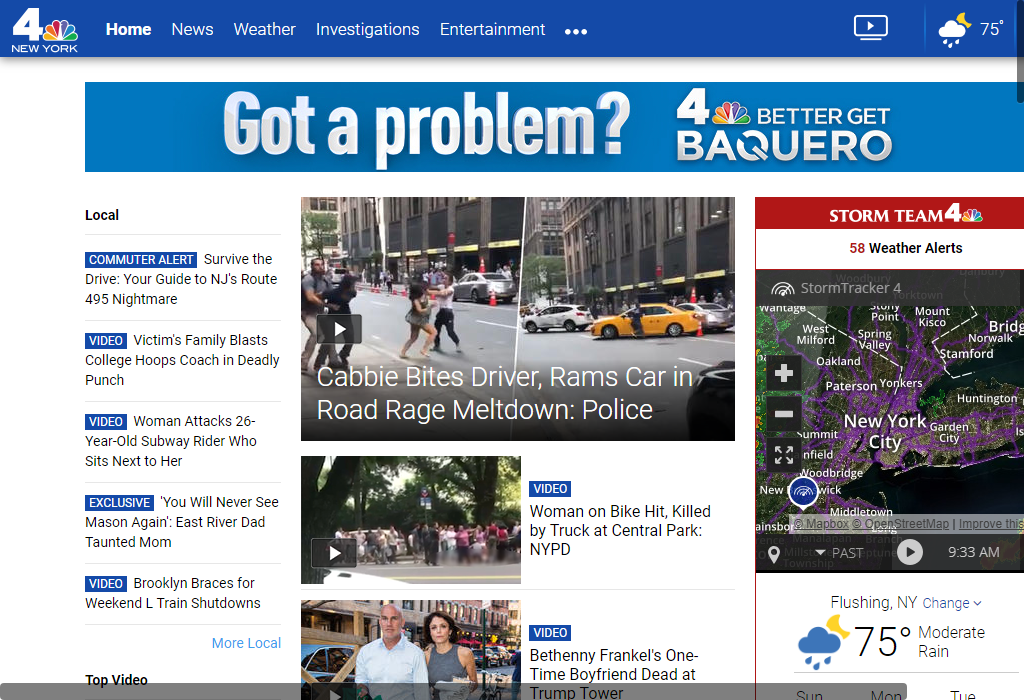 4
NEW YORK
Home News Weather Investigations Entertainment •••
75°
Got a problem?
4 BETTER GET
BAQUERO
Local
COMMUTER ALERT Survive the
Drive: Your Guide to NJ's Route
495 Nightmare
VIDEO Victim's Family Blasts
College Hoops Coach in Deadly
Punch
VIDEO Woman Attacks 26-
Year-Old Subway Rider Who
Sits Next to Her
EXCLUSIVE 'You Will Never See
Mason Again': East River Dad
Taunted Mom
VIDEO Brooklyn Braces for
Weekend L Train Shutdowns
More Local
Top Video
Cabbie Bites Driver, Rams Car in
Road Rage Meltdown: Police
VIDEO
Woman on Bike Hit, Killed
by Truck at Central Park:
NYPD
VIDEO
Bethenny Frankel's One-
Time Boyfriend Dead at
Trump Tower
STORM TEAM 4
58 Weather Alerts
Woodbury
Danbury
StormTracker 4
Yorktown
Wantage
Stony
Point
Mount
Kisco
West
Milford
Spring
Valley
Bridg
Norwalk
Stamford
Oakland
Paterson
Yonkers
Huntington
New York
City
Garden
City
Is
Summit
nfield
Woodbridge
New
wick
Middletown
ainsbor
© Mapbox © OpenStreetMap | Improve this
Manalapan
Branch
Millst
Township
ptune
PAST
9:33 AM
Flushing, NY Change
75° Moderate
Rain
Sun Mon Tue